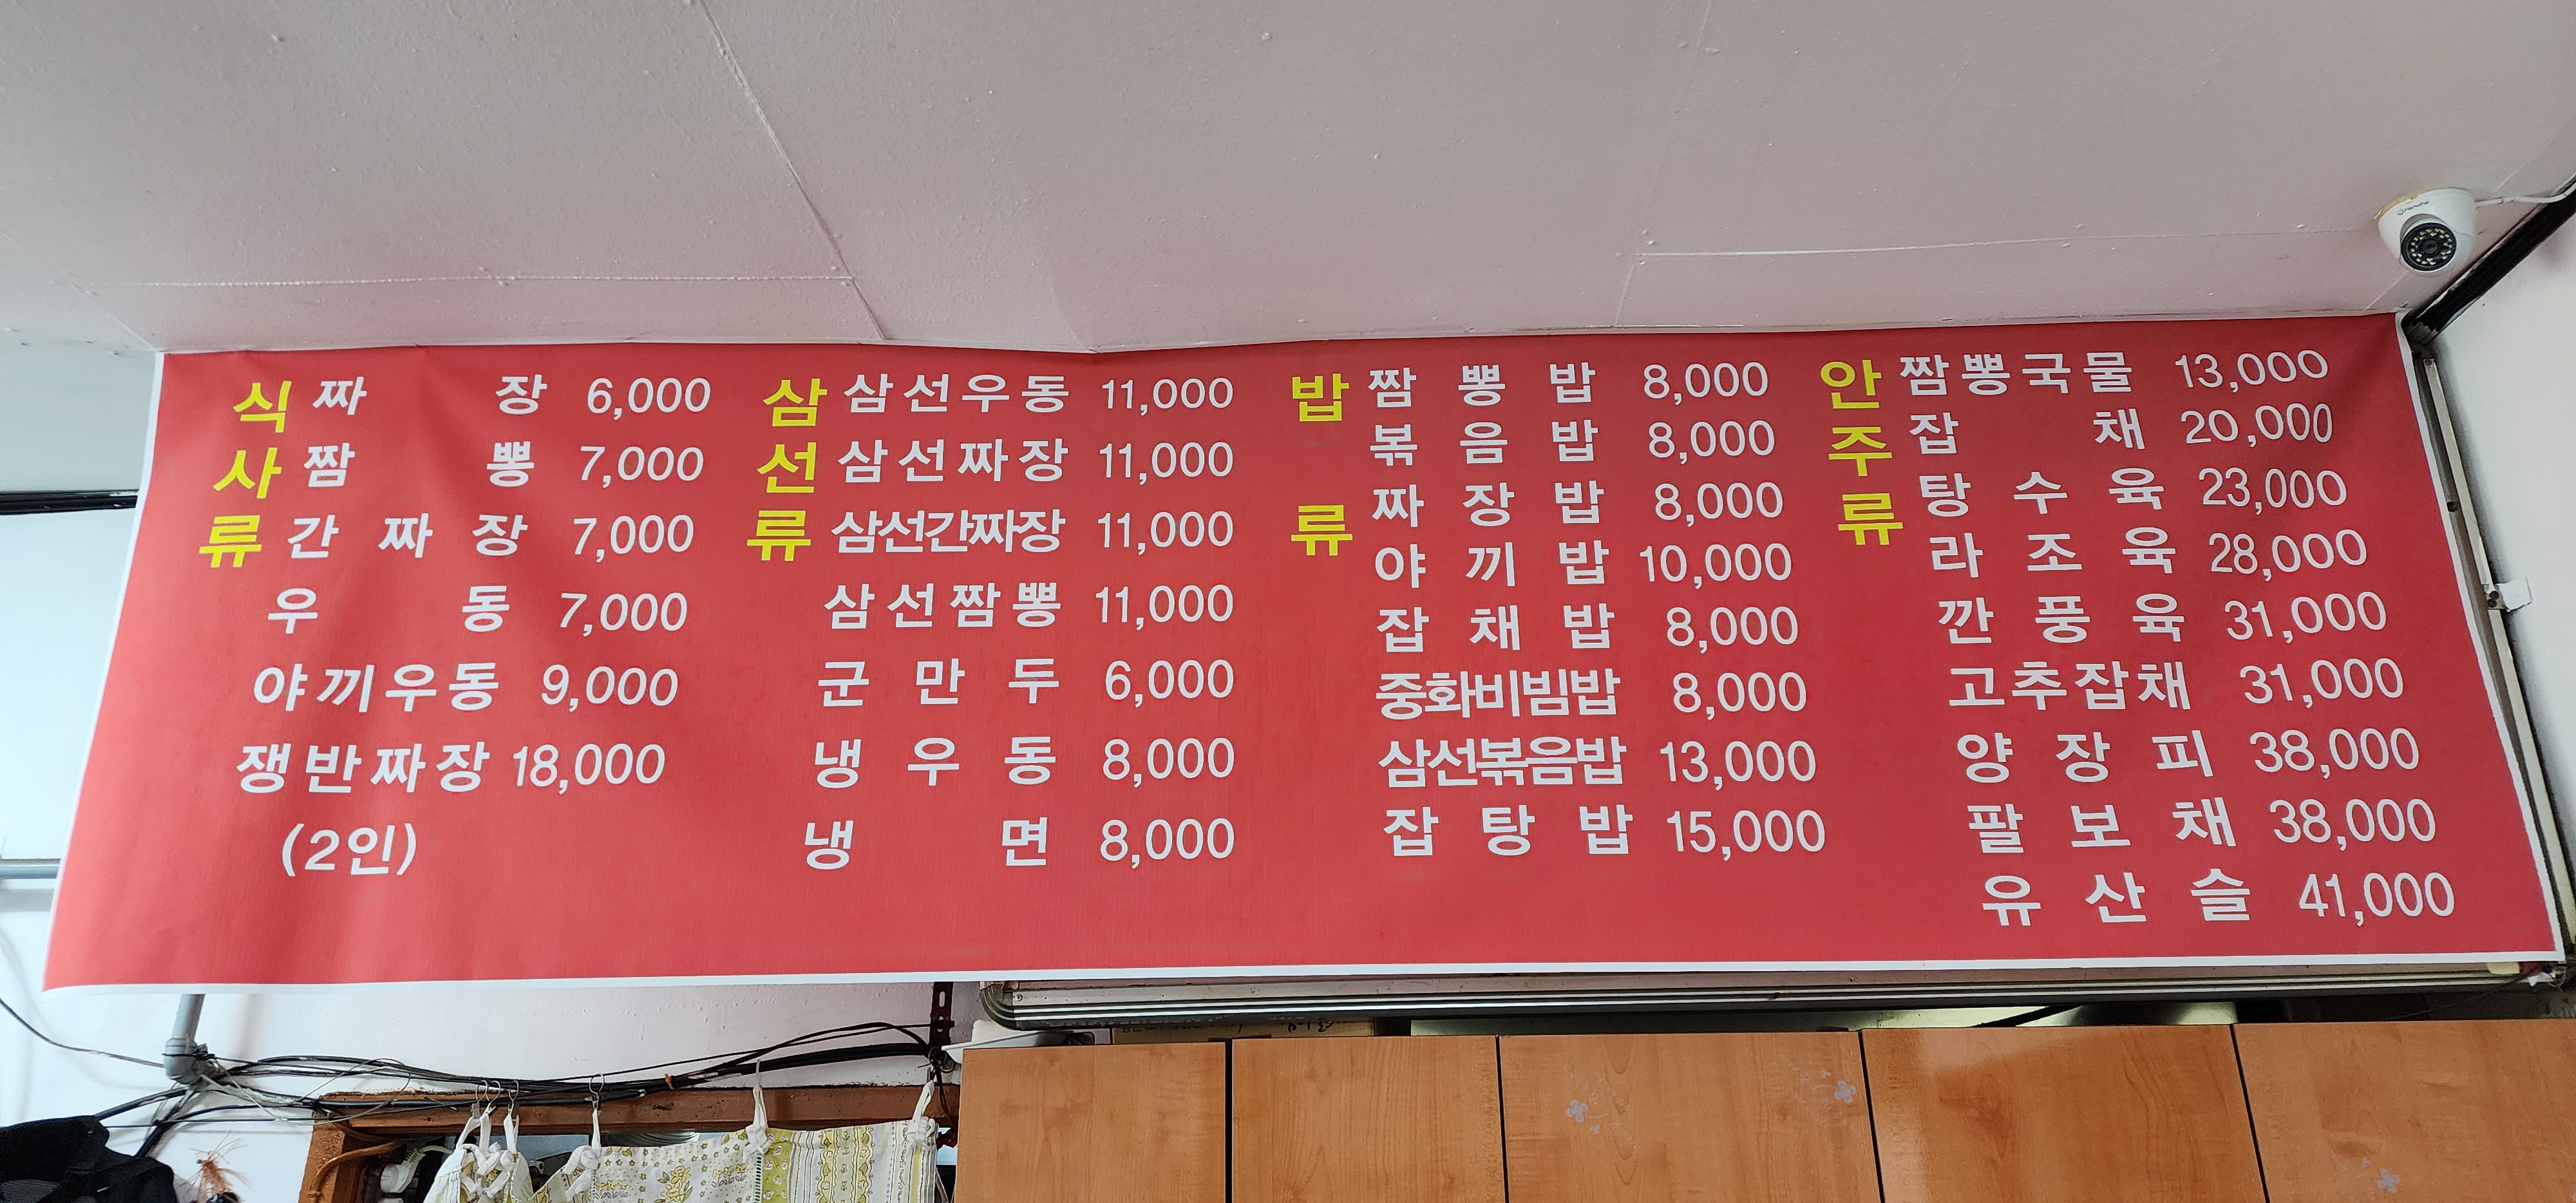 식사류
짜장 6,000
짬뽕 7,000
간짜장 7,000
우동 7,000
야끼우동 9,000
쟁반짜장 18,000
(2인)
삼선류
삼선우동 11,000
삼선짜장 11,000
삼선간짜장 11,000
삼선짬뽕 11,000
군만두 6,000
냉우동 8,000
냉면 8,000
밥류
짬뽕밥 8,000
볶음밥 8,000
짜장밥 8,000
야끼밥 10,000
잡채밥 8,000
중화비빔밥 8,000
삼선볶음밥 13,000
잡탕밥 15,000
안주류
짬뽕국물 13,000
잡채 20,000
탕수육 23,000
라조육 28,000
깐풍육 31,000
고추잡채 31,000
양장피 38,000
팔보채 38,000
유산슬 41,000